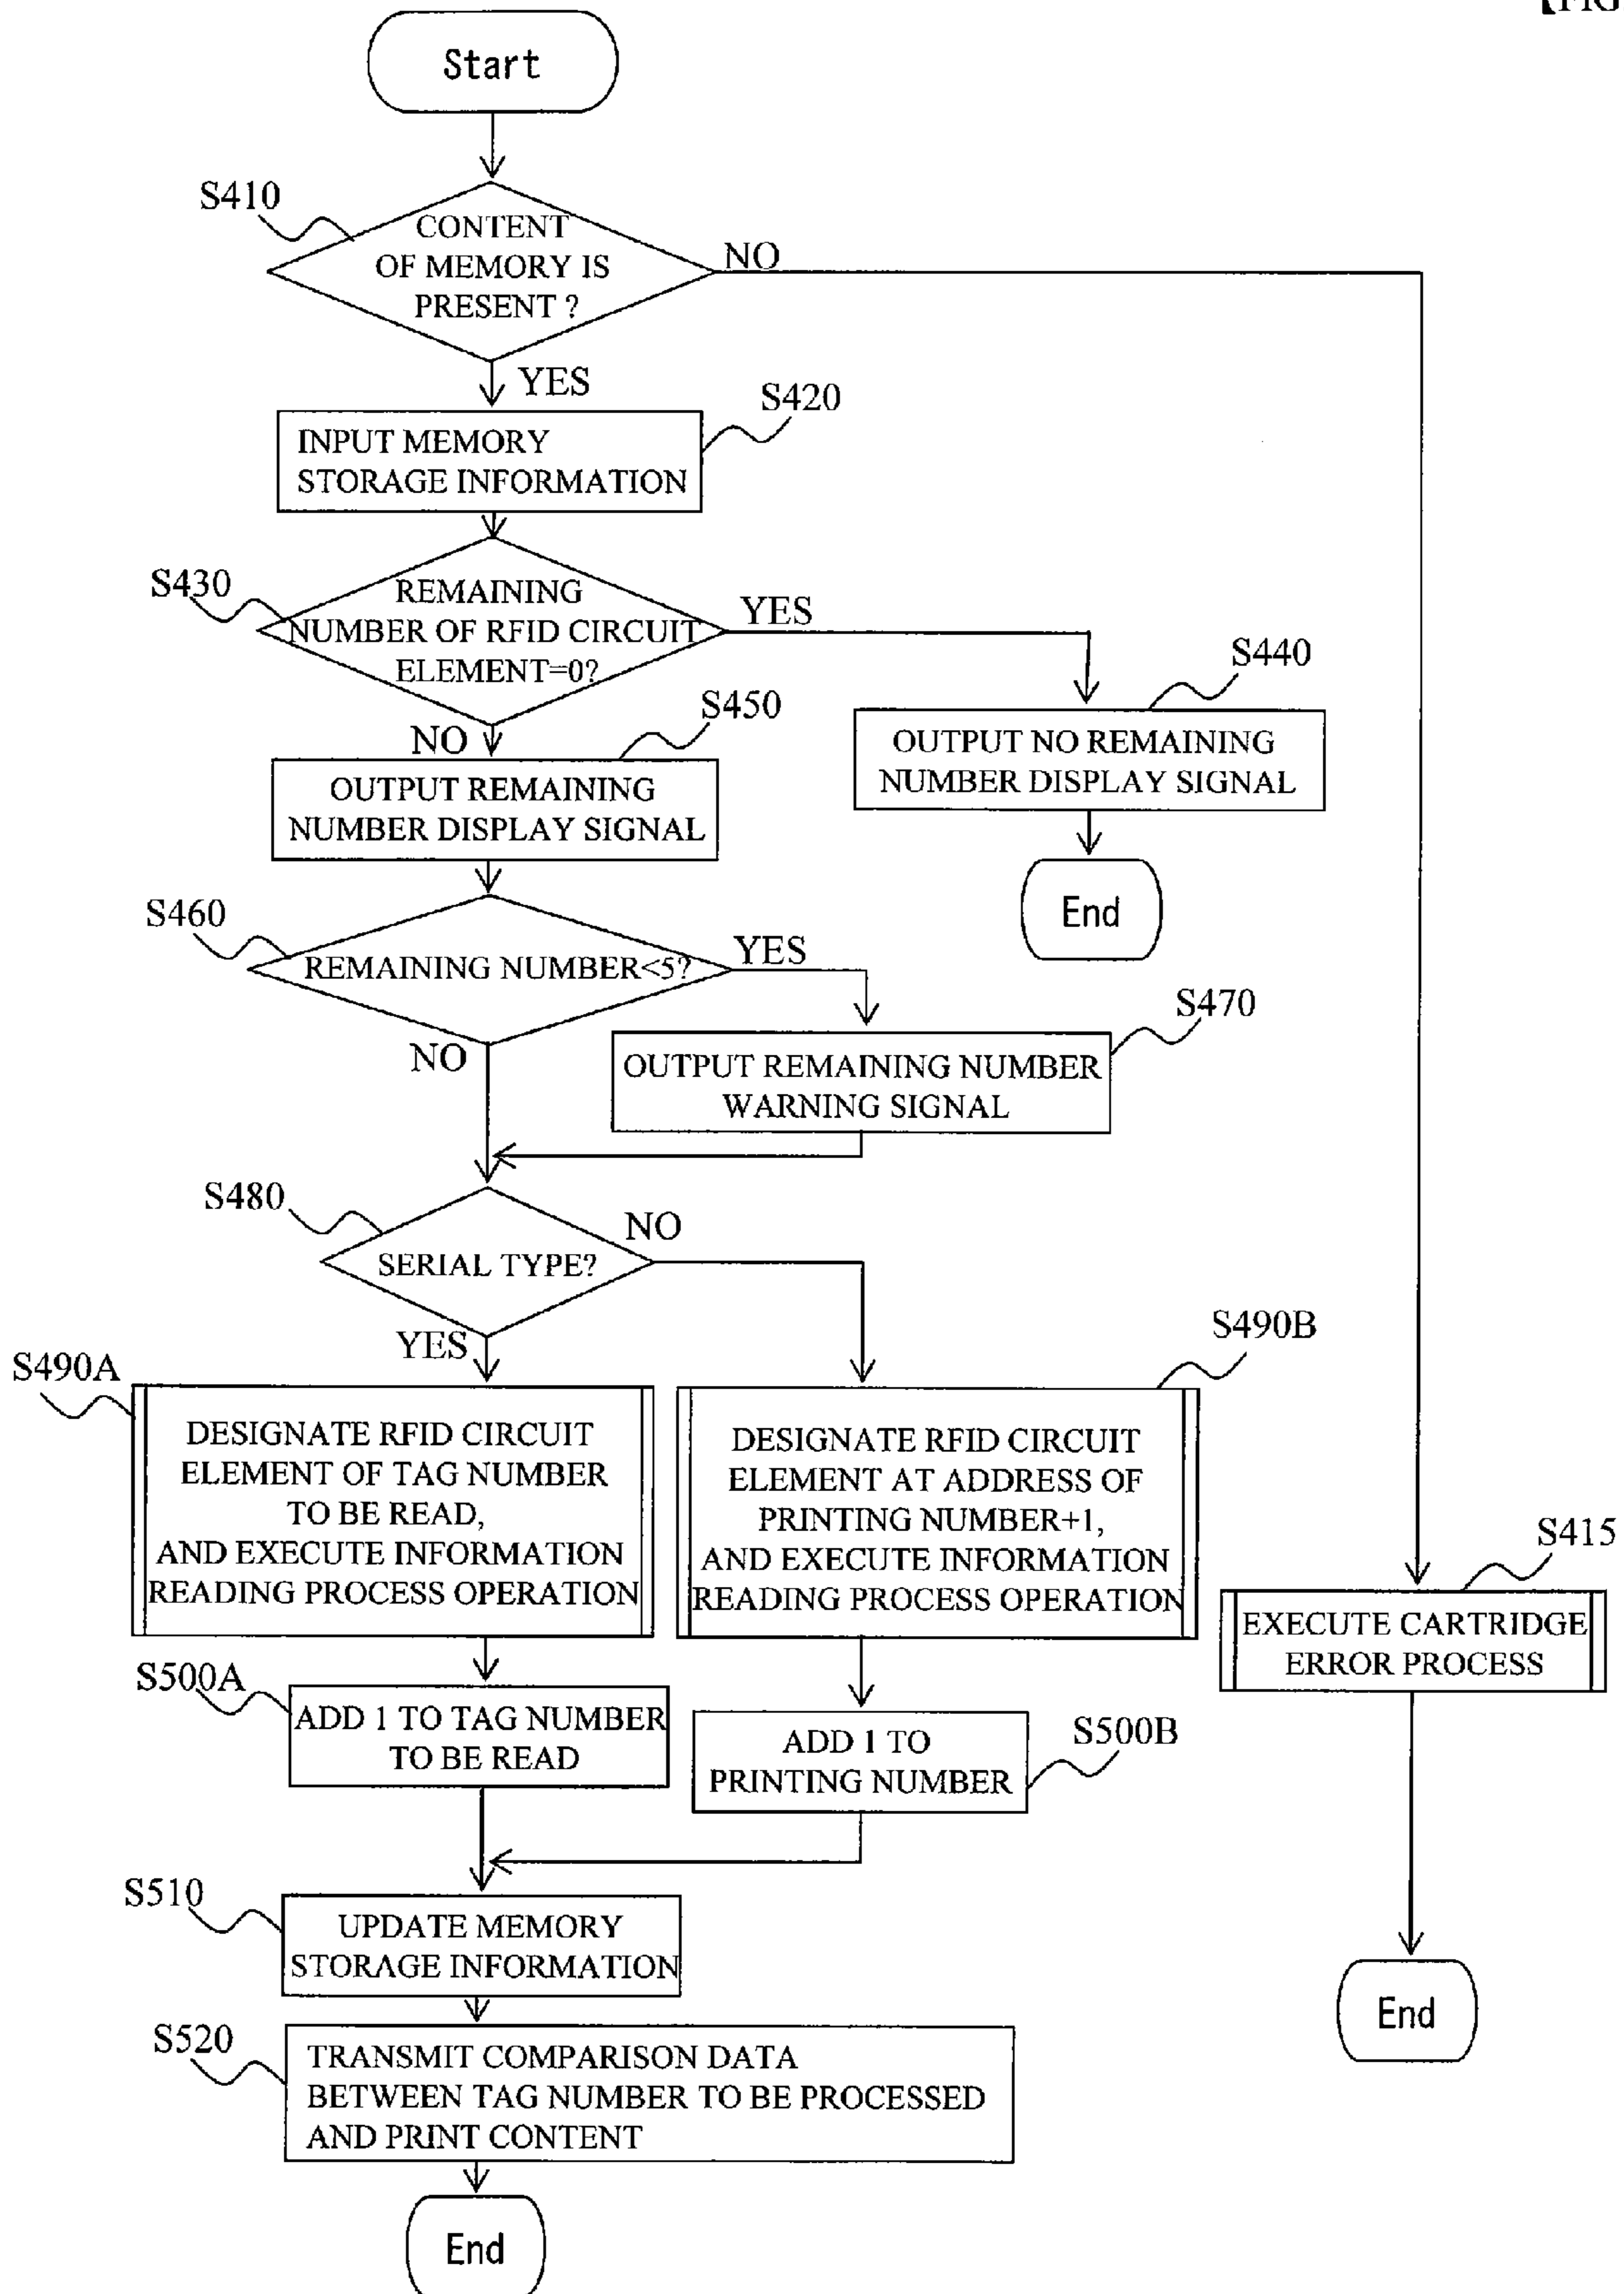 【FIG
Start
S410
CONTENT
OF MEMORY IS
PRESENT ?
NO
YES
S420
INPUT MEMORY
STORAGE INFORMATION
S430
REMAINING
NUMBER OF RFID CIRCUIT
ELEMENT=0?
YES
S440
OUTPUT NO REMAINING
NUMBER DISPLAY SIGNAL
End
NO
S450
OUTPUT REMAINING
NUMBER DISPLAY SIGNAL
S460
REMAINING NUMBER<5?
YES
S470
OUTPUT REMAINING NUMBER
WARNING SIGNAL
NO
S480
SERIAL TYPE?
NO
YES
S490A
DESIGNATE RFID CIRCUIT
ELEMENT OF TAG NUMBER
TO BE READ,
AND EXECUTE INFORMATION
READING PROCESS OPERATION
S490B
DESIGNATE RFID CIRCUIT
ELEMENT AT ADDRESS OF
PRINTING NUMBER+1,
AND EXECUTE INFORMATION
READING PROCESS OPERATION
S415
EXECUTE CARTRIDGE
ERROR PROCESS
S500A
ADD 1 TO TAG NUMBER
TO BE READ
S500B
ADD 1 TO
PRINTING NUMBER
S510
UPDATE MEMORY
STORAGE INFORMATION
End
S520
TRANSMIT COMPARISON DATA
BETWEEN TAG NUMBER TO BE PROCESSED
AND PRINT CONTENT
End